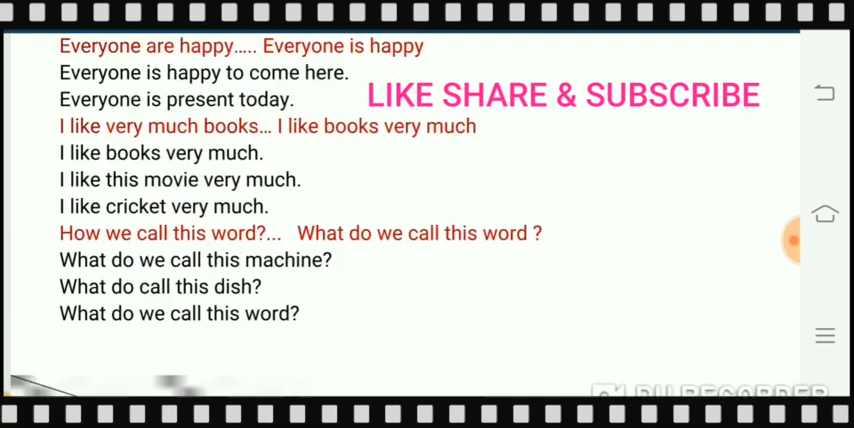 Everyone are happy..... Everyone is happy
Everyone is happy to come here.
Everyone is present today.
LIKE SHARE & SUBSCRIBE
I like very much books... I like books very much
I like books very much.
I like this movie very much.
I like cricket very much.
How we call this word?... What do we call this word ?
What do we call this machine?
What do call this dish?
What do we call this word?
DU RECORDER